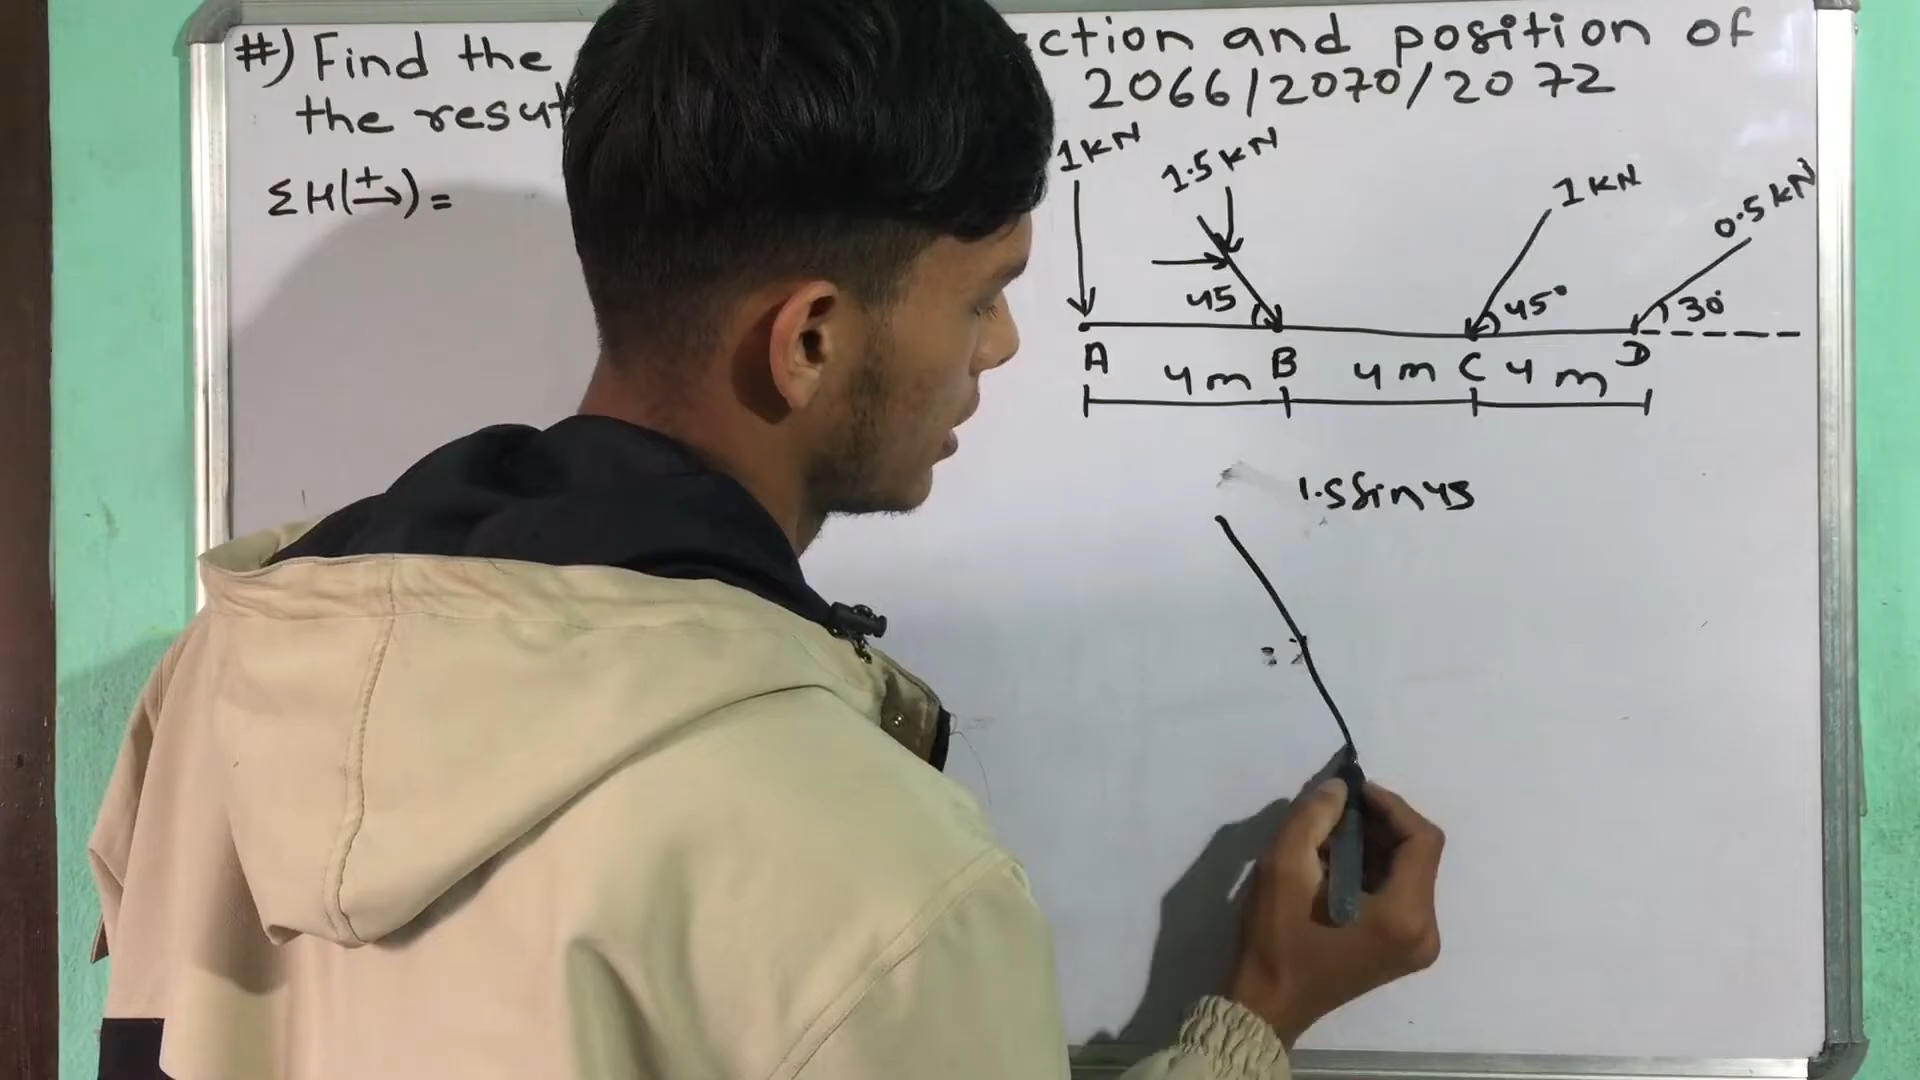 #) Find the ction and position of
the resut 2066/2070/2072
ΣH(+→) =
1KN
1.5KN
1KN
0.5KN
45
45°
30°
A B C D
4m 4m 4m
1.5Sin45